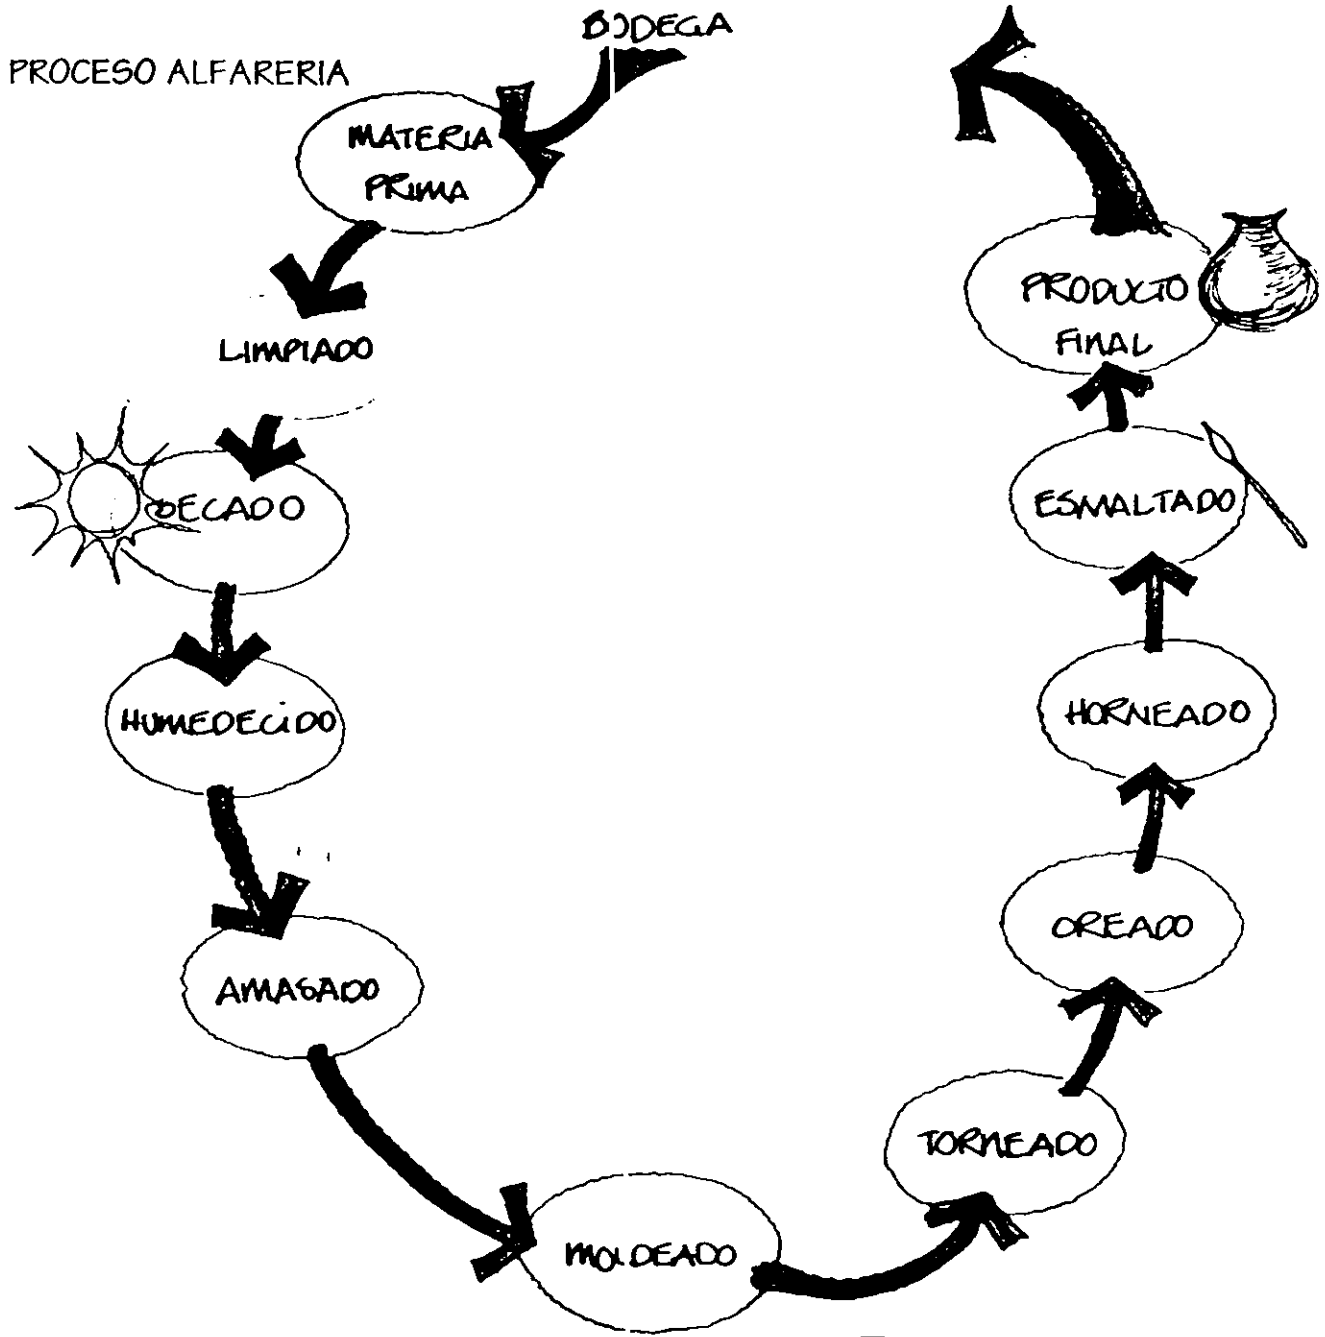 PROCESO ALFARERIA
BODEGA
MATERIA
PRIMA
LIMPIADO
SECADO
HUMEDECIDO
AMASADO
MOLDEADO
TORNEADO
OREADO
HORNEADO
ESMALTADO
PRODUCTO
FINAL